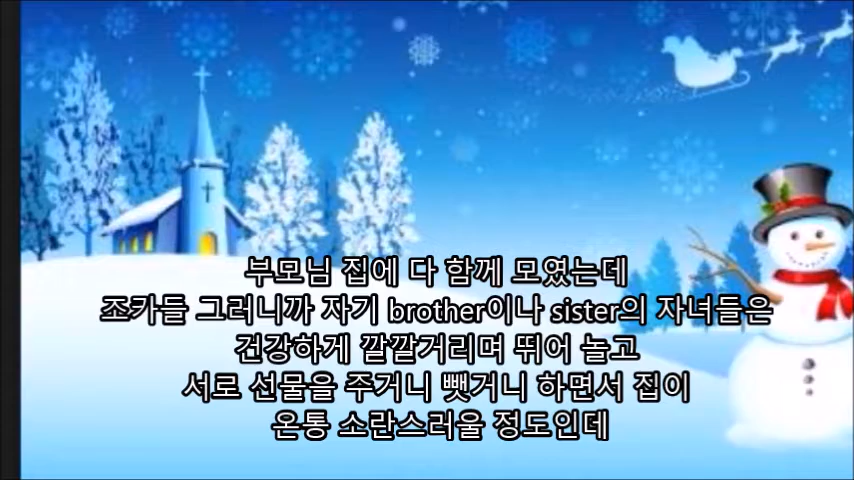 부모님 집에 다 함께 모였는데
조카들 그러니까 자기 brother이나 sister의 자녀들은
건강하게 깔깔거리며 뛰어 놀고
서로 선물을 주거니 뺏거니 하면서 집이
온통 소란스러울 정도인데